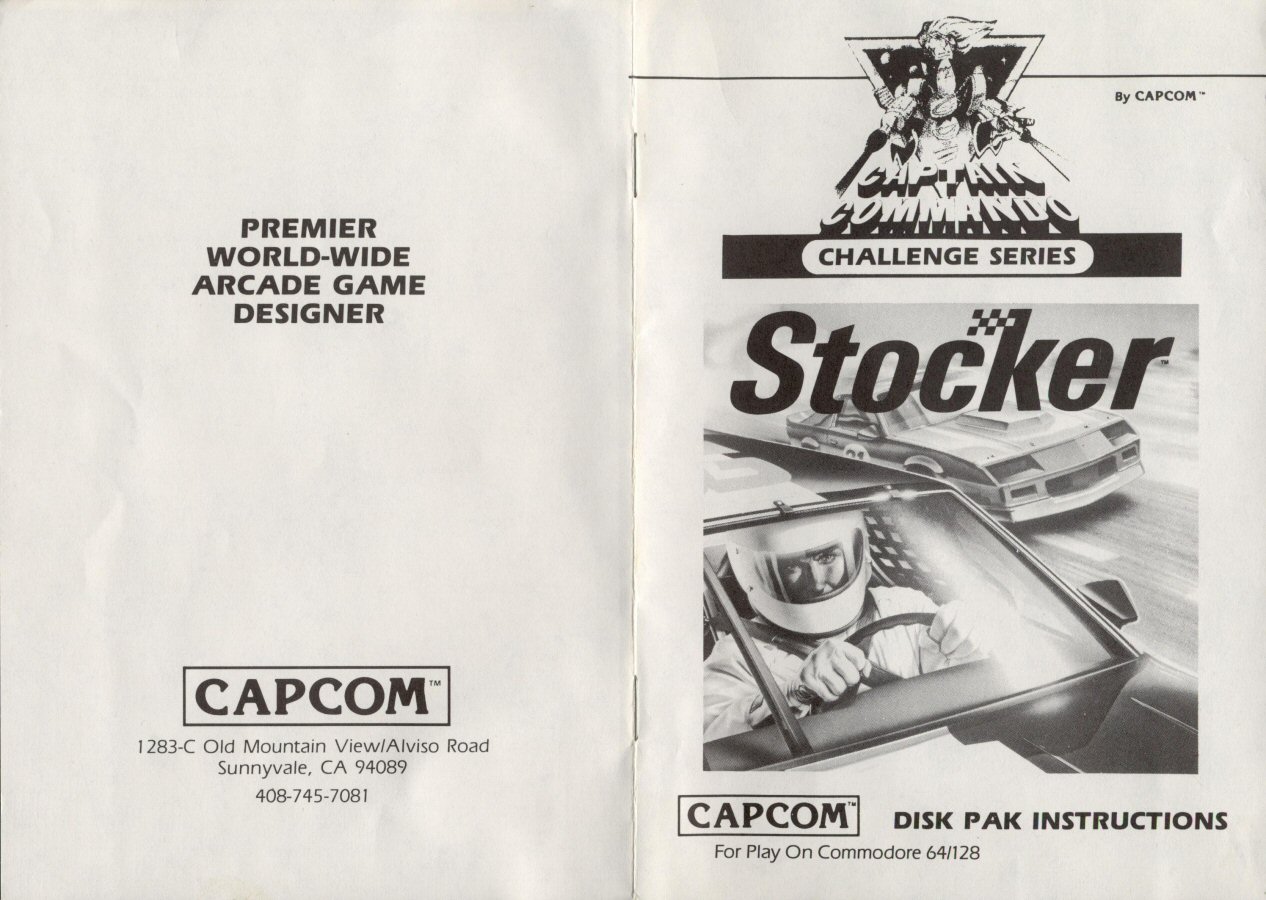 PREMIER
WORLD-WIDE
ARCADE GAME
DESIGNER
CAPCOM™
1283-C Old Mountain View/Alviso Road
Sunnyvale, CA 94089
408-745-7081
By CAPCOM™
CAPTAIN
COMMANDO
CHALLENGE SERIES
Stocker™
CAPCOM™ DISK PAK INSTRUCTIONS
For Play On Commodore 64/128